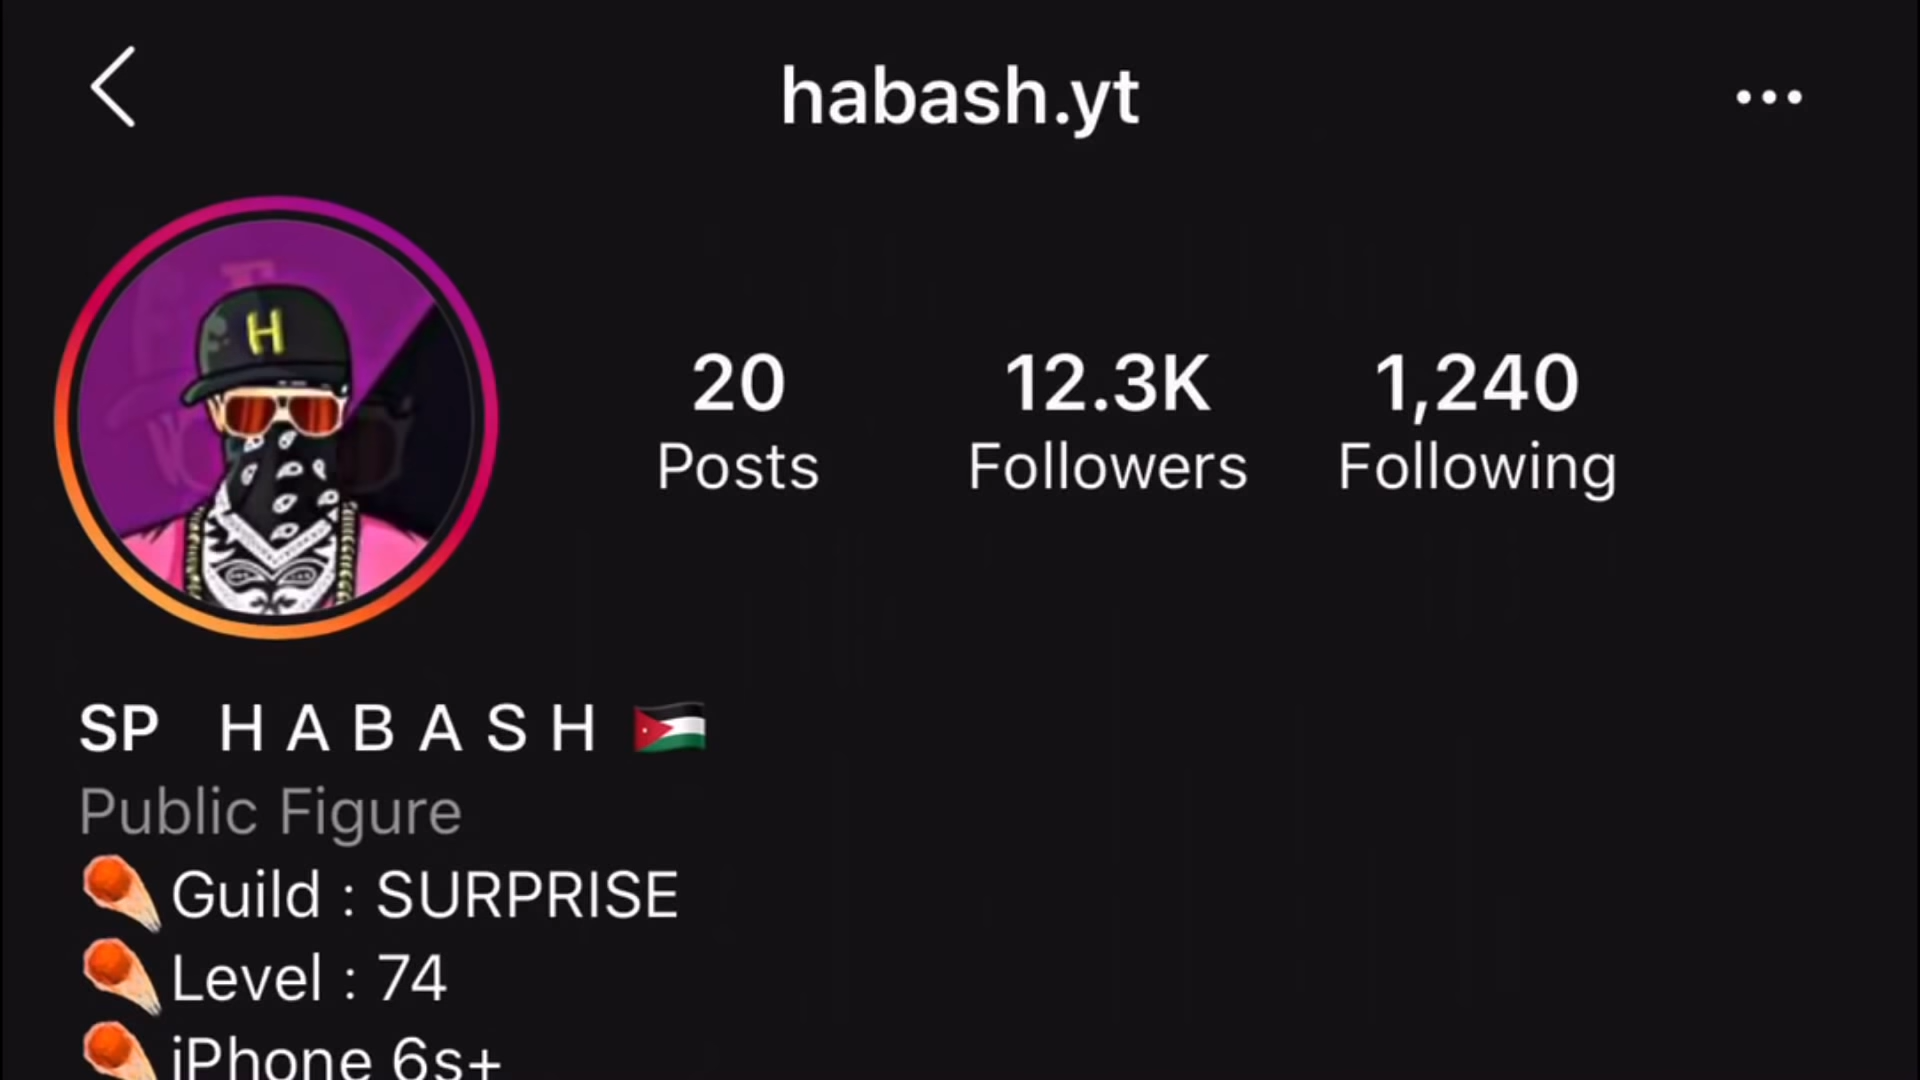 habash.yt
H
20
12.3K
1,240
Posts
Followers
Following
SP H A B A S H 🇯🇴
Public Figure
☄️Guild : SURPRISE
☄️Level : 74
☄️iPhone 6s+